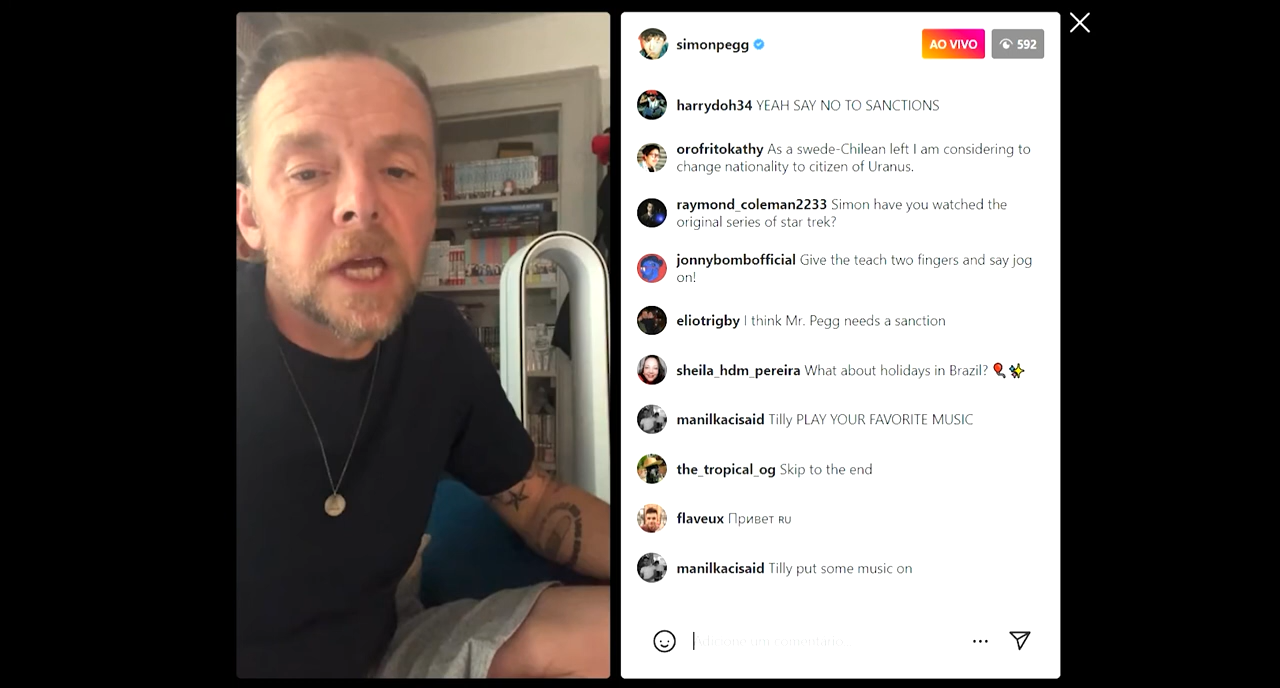 simonpegg
AO VIVO
592
harrydoh34 YEAH SAY NO TO SANCTIONS
orofritokathy As a swede-Chilean left I am considering to
change nationality to citizen of Uranus.
raymond_coleman2233 Simon have you watched the
original series of star trek?
jonnybombofficial Give the teach two fingers and say jog
on!
eliotrigby I think Mr. Pegg needs a sanction
sheila_hdm_pereira What about holidays in Brazil?
manilkacisaid Tilly PLAY YOUR FAVORITE MUSIC
the_tropical_og Skip to the end
flaveux Привет RU
manilkacisaid Tilly put some music on
Adicione um comentário...